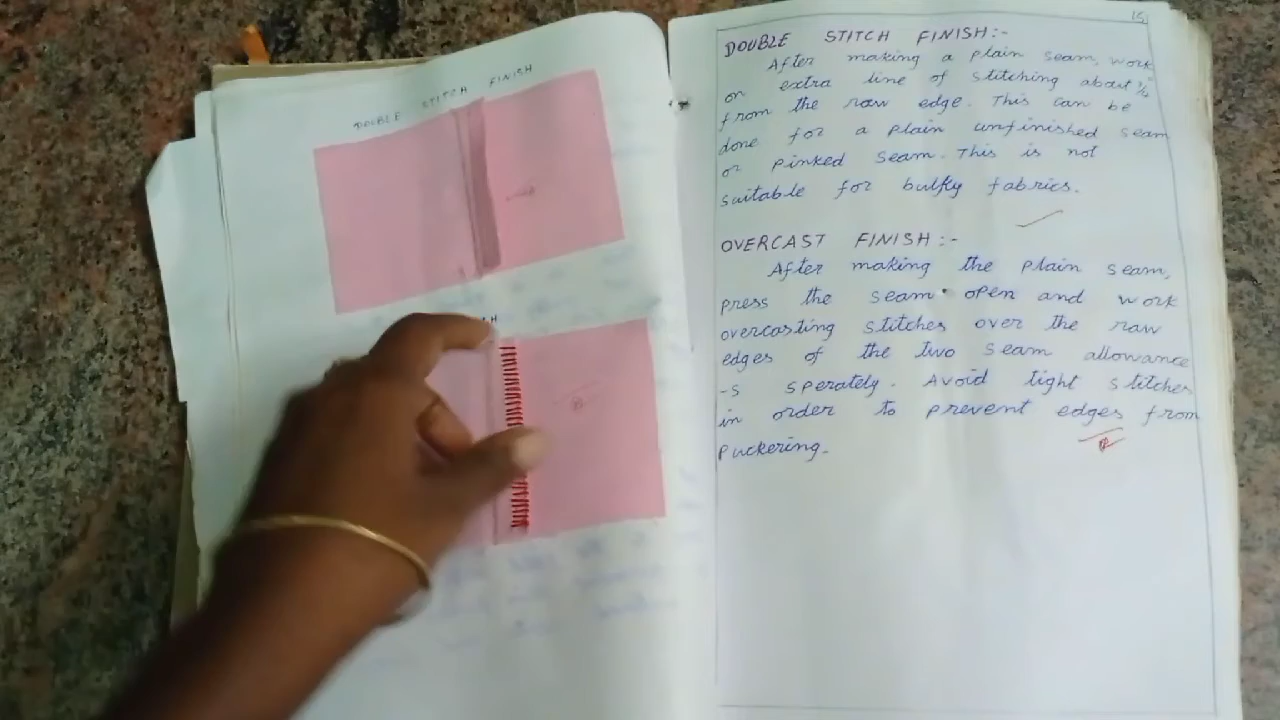 DOUBLE STITCH FINISH
H
15
DOUBLE STITCH FINISH:-
After making a plain seam, work
on extra line of stitching about ¼"
from the raw edge. This can be
done for a plain unfinished seam
or pinked seam. This is not
suitable for bulky fabrics.
OVERCAST FINISH:-
After making the plain seam,
press the seam open and work
overcasting stitches over the raw
edges of the two seam allowance
-s sperately. Avoid tight stitches
in order to prevent edges from
puckering.